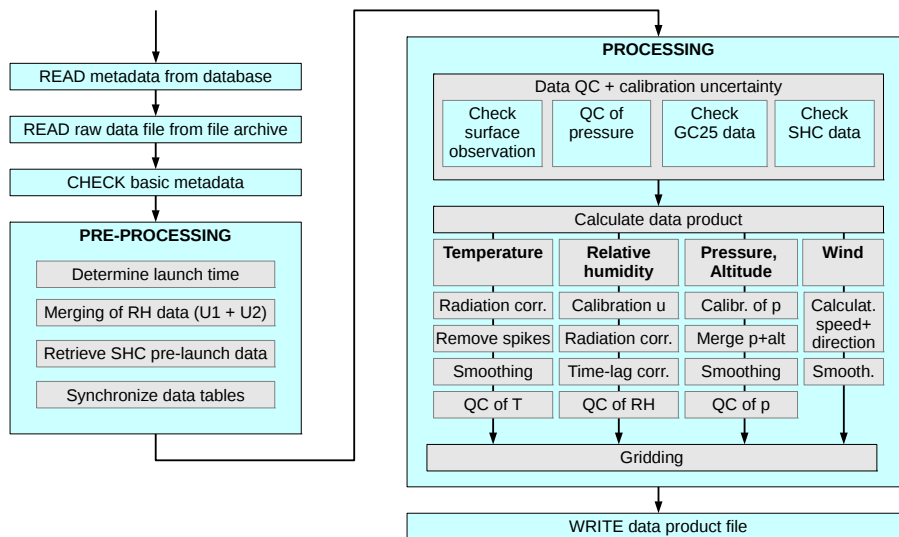 READ metadata from database
READ raw data file from file archive
CHECK basic metadata
PRE-PROCESSING
Determine launch time
Merging of RH data (U1 + U2)
Retrieve SHC pre-launch data
Synchronize data tables
PROCESSING
Data QC + calibration uncertainty
Check
surface
observation
QC of
pressure
Check
GC25 data
Check
SHC data
Calculate data product
Temperature
Radiation corr.
Remove spikes
Smoothing
QC of T
Relative
humidity
Calibration u
Radiation corr.
Time-lag corr.
QC of RH
Pressure,
Altitude
Calibr. of p
Merge p+alt
Smoothing
QC of p
Wind
Calculat.
speed+
direction
Smooth.
Gridding
WRITE data product file